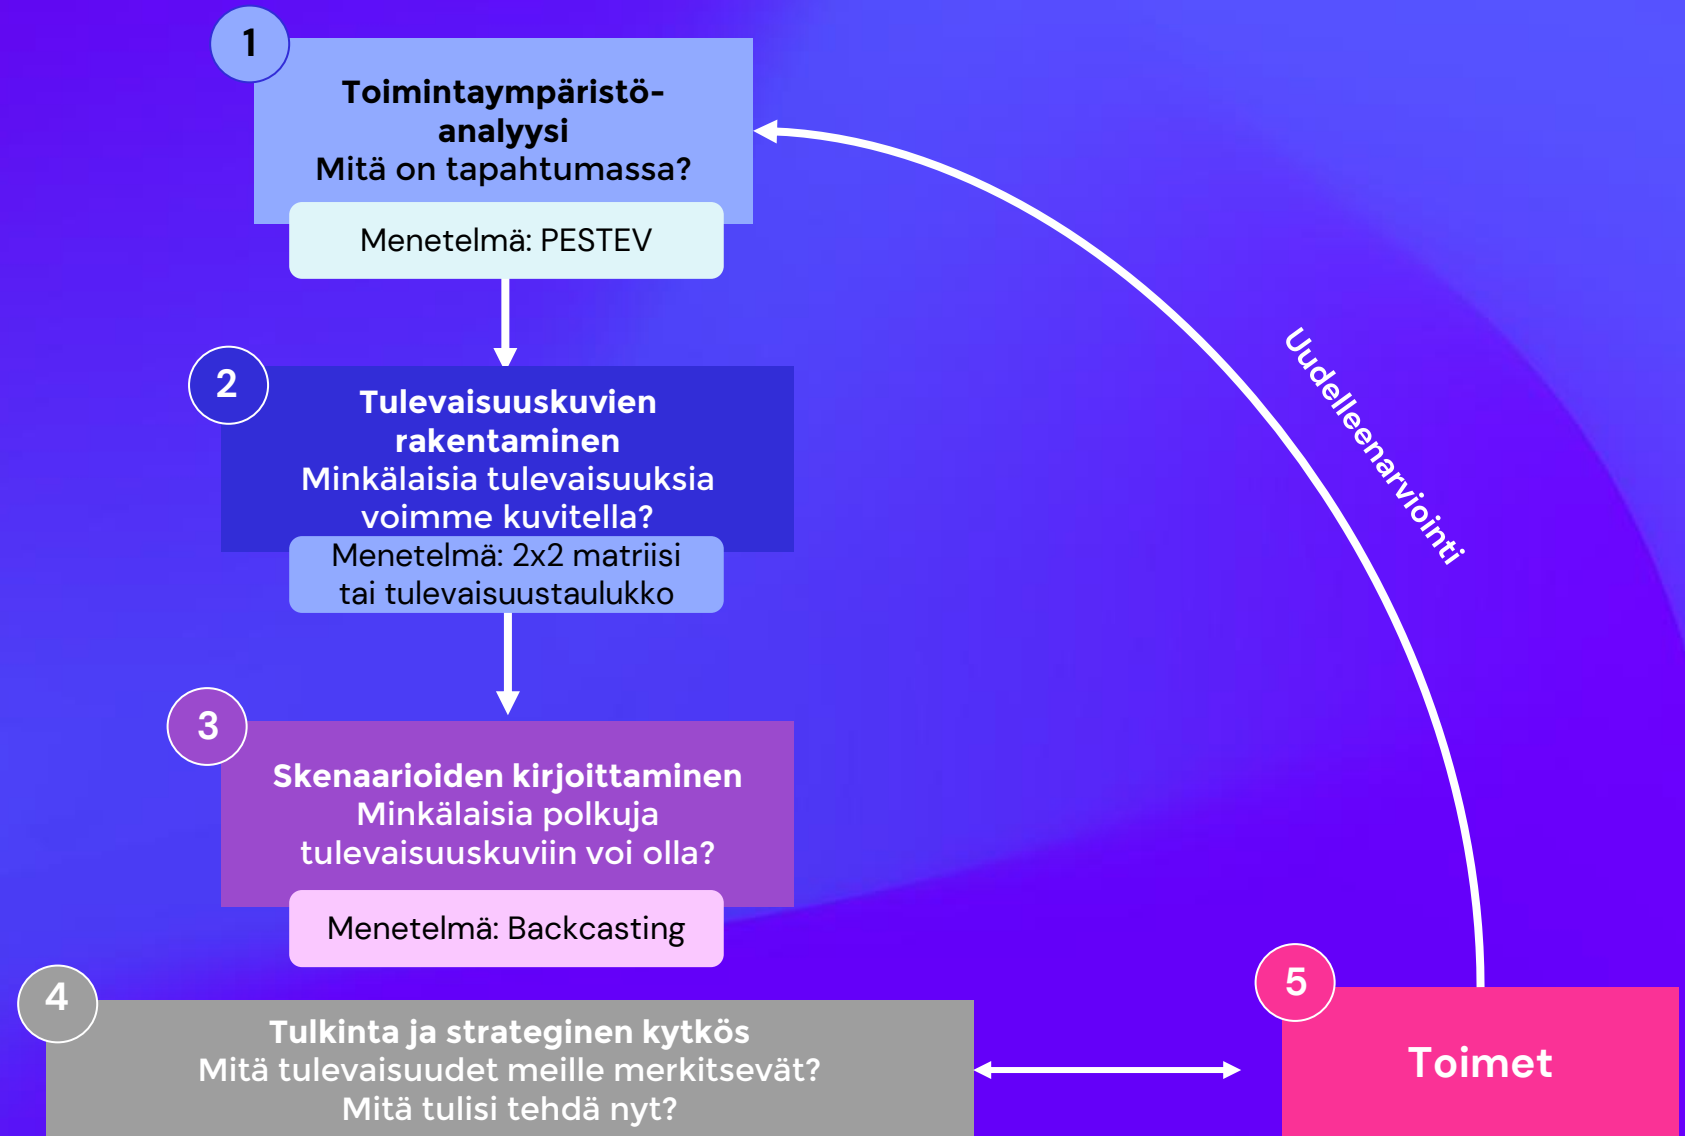 1
Toimintaympäristö-
analyysi
Mitä on tapahtumassa?
Menetelmä: PESTEV
2
Tulevaisuuskuvien
rakentaminen
Minkälaisia tulevaisuuksia
voimme kuvitella?
Menetelmä: 2x2 matriisi
tai tulevaisuustaulukko
3
Skenaarioiden kirjoittaminen
Minkälaisia polkuja
tulevaisuuskuviin voi olla?
Menetelmä: Backcasting
4
Tulkinta ja strateginen kytkös
Mitä tulevaisuudet meille merkitsevät?
Mitä tulisi tehdä nyt?
5
Toimet
Uudelleenarviointi